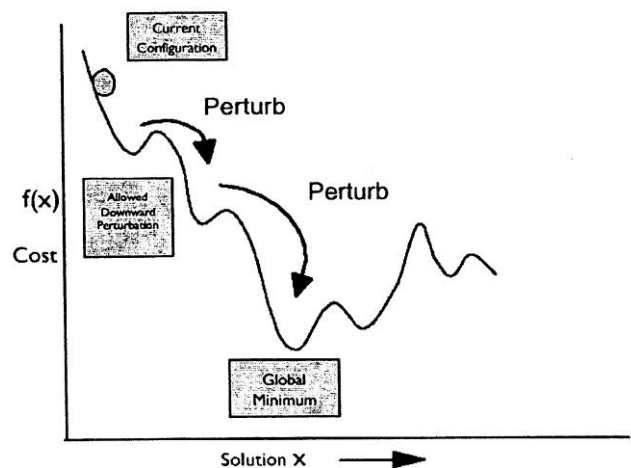 Current
Configuration
Perturb
Allowed
Downward
Perturbation
Perturb
f(x)
Cost
Global
Minimum
Solution X